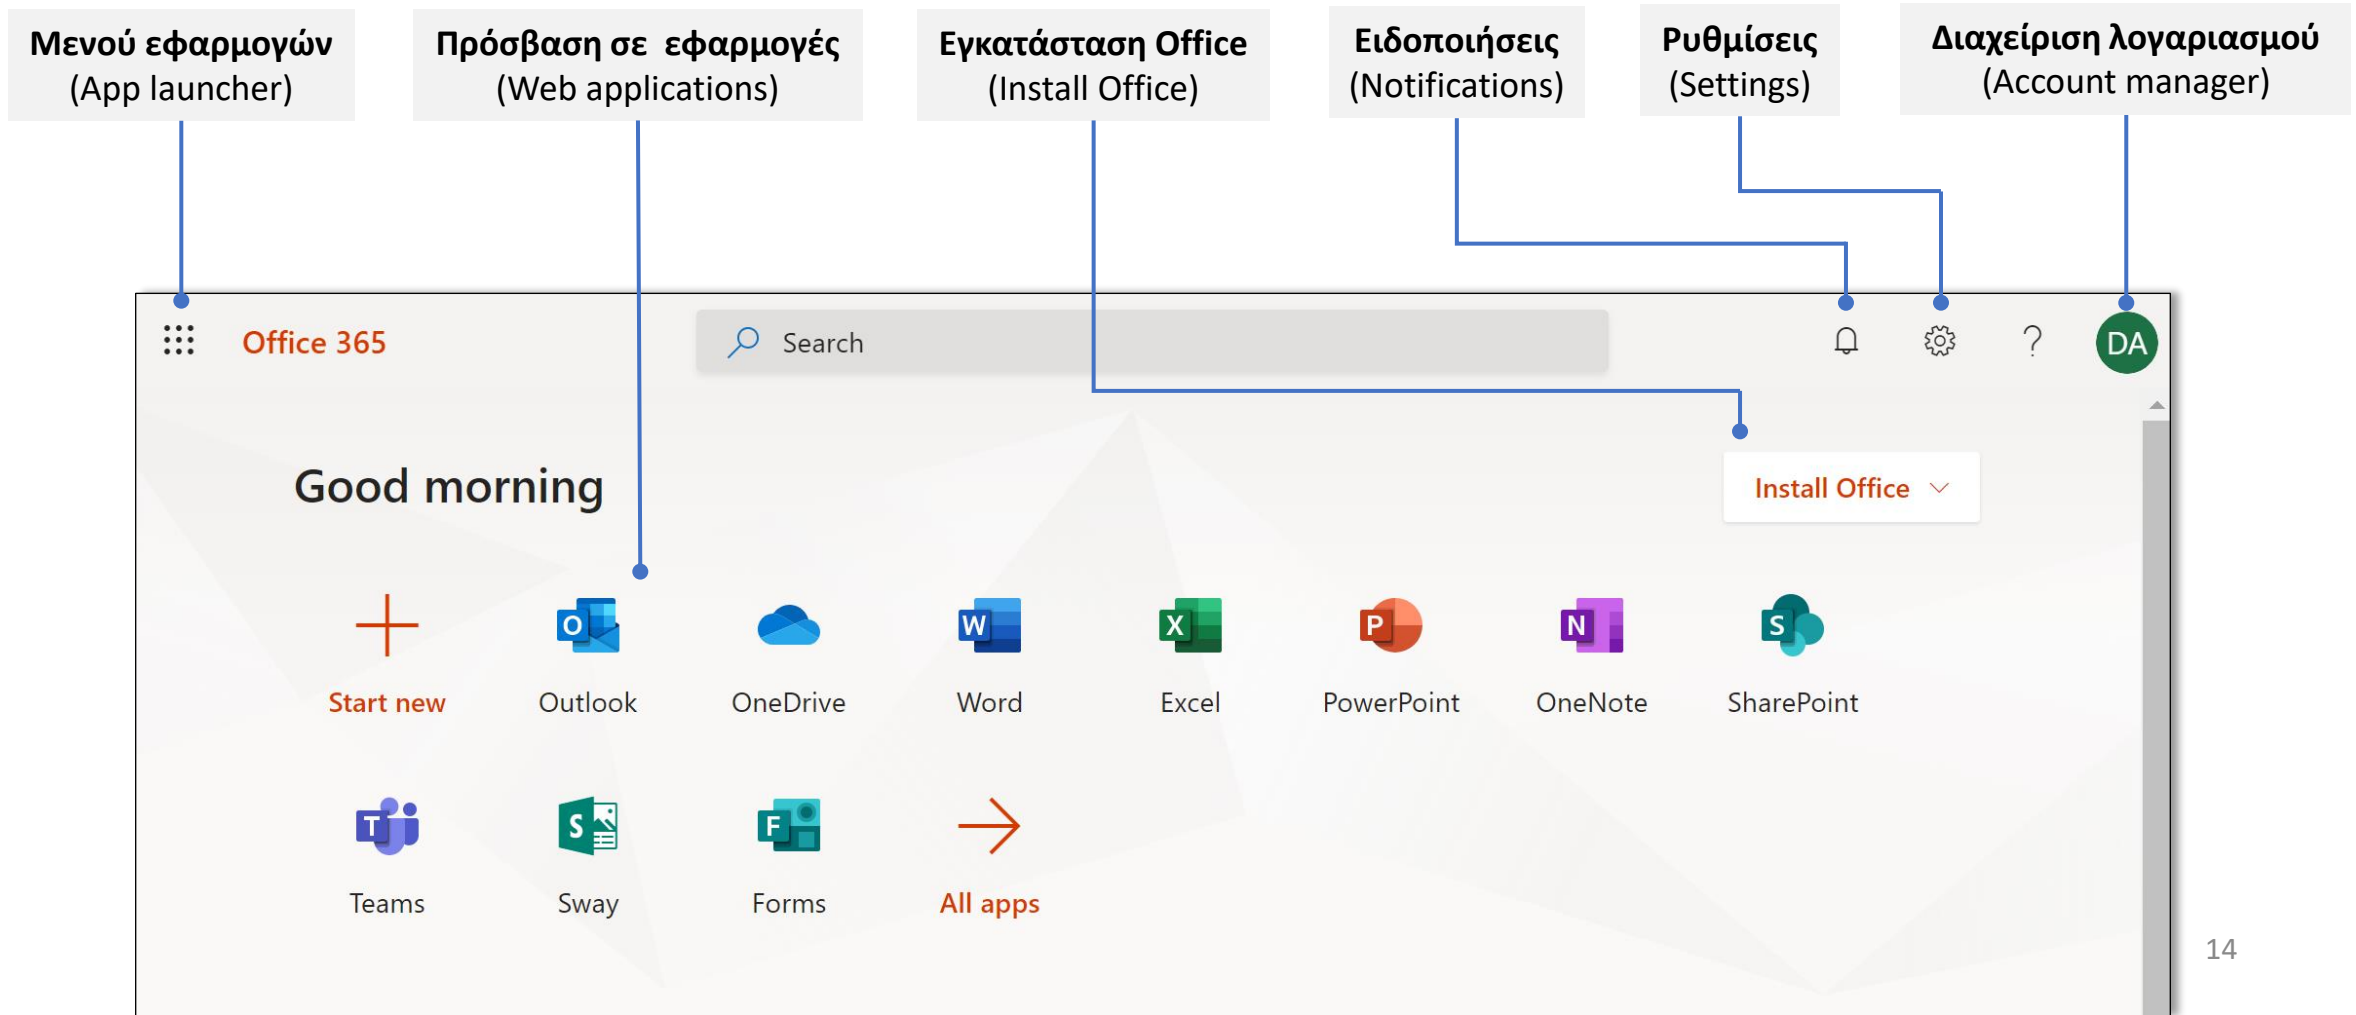 Μενού εφαρμογών
(App launcher)
Πρόσβαση σε εφαρμογές
(Web applications)
Εγκατάσταση Office
(Install Office)
Ειδοποιήσεις
(Notifications)
Ρυθμίσεις
(Settings)
Διαχείριση λογαριασμού
(Account manager)
Office 365
Search
?
DA
Good morning
Install Office
Start new
Outlook
OneDrive
Word
Excel
PowerPoint
OneNote
SharePoint
Teams
Sway
Forms
All apps
14